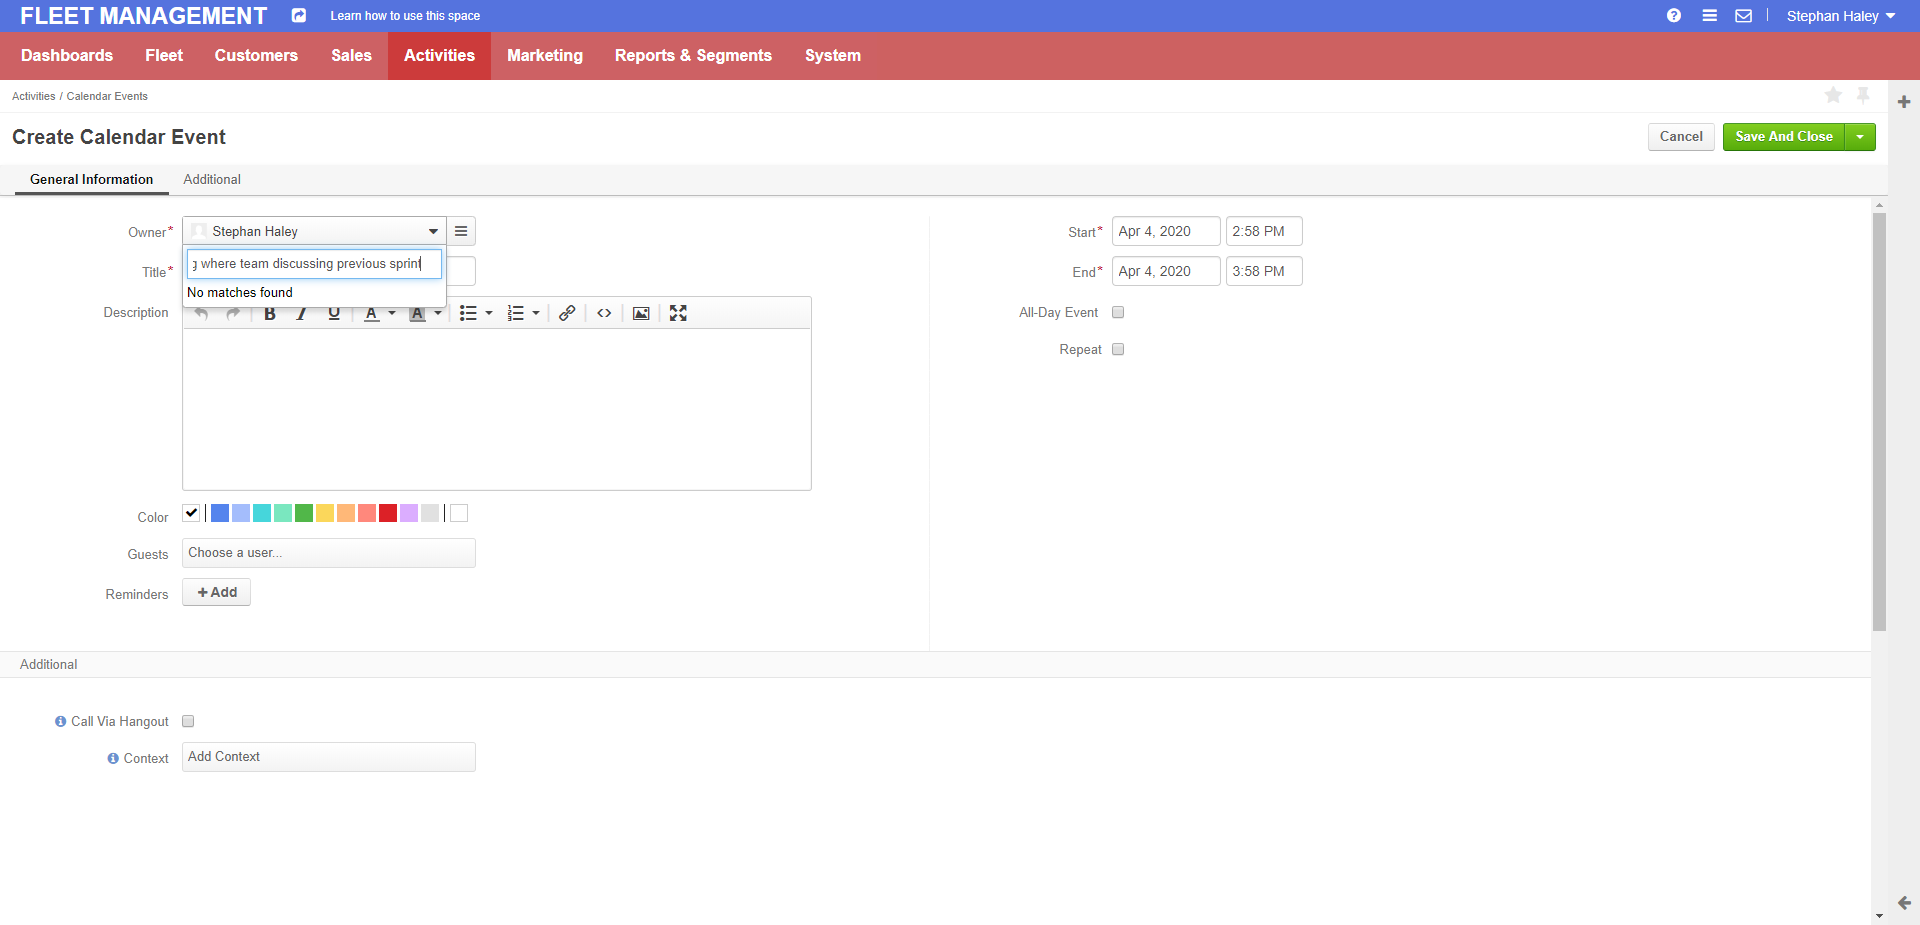 FLEET MANAGEMENT
Learn how to use this space
Stephan Haley
Dashboards
Fleet
Customers
Sales
Activities
Marketing
Reports & Segments
System
Activities / Calendar Events
Create Calendar Event
Cancel
Save And Close
General Information
Additional
Owner*
Stephan Haley
g where team discussing previous sprint
No matches found
Title*
Description
Color
Guests
Choose a user...
Reminders
Add
Start*
Apr 4, 2020
2:58 PM
End*
Apr 4, 2020
3:58 PM
All-Day Event
Repeat
Additional
Call Via Hangout
Context
Add Context